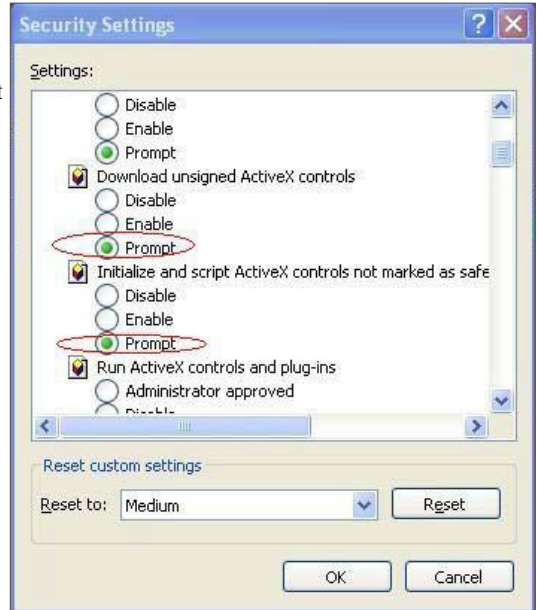 Security Settings
Settings:
Disable
Enable
Prompt
Download unsigned ActiveX controls
Disable
Enable
Prompt
Initialize and script ActiveX controls not marked as safe
Disable
Enable
Prompt
Run ActiveX controls and plug-ins
Administrator approved
Reset custom settings
Reset to: Medium Reset
OK Cancel